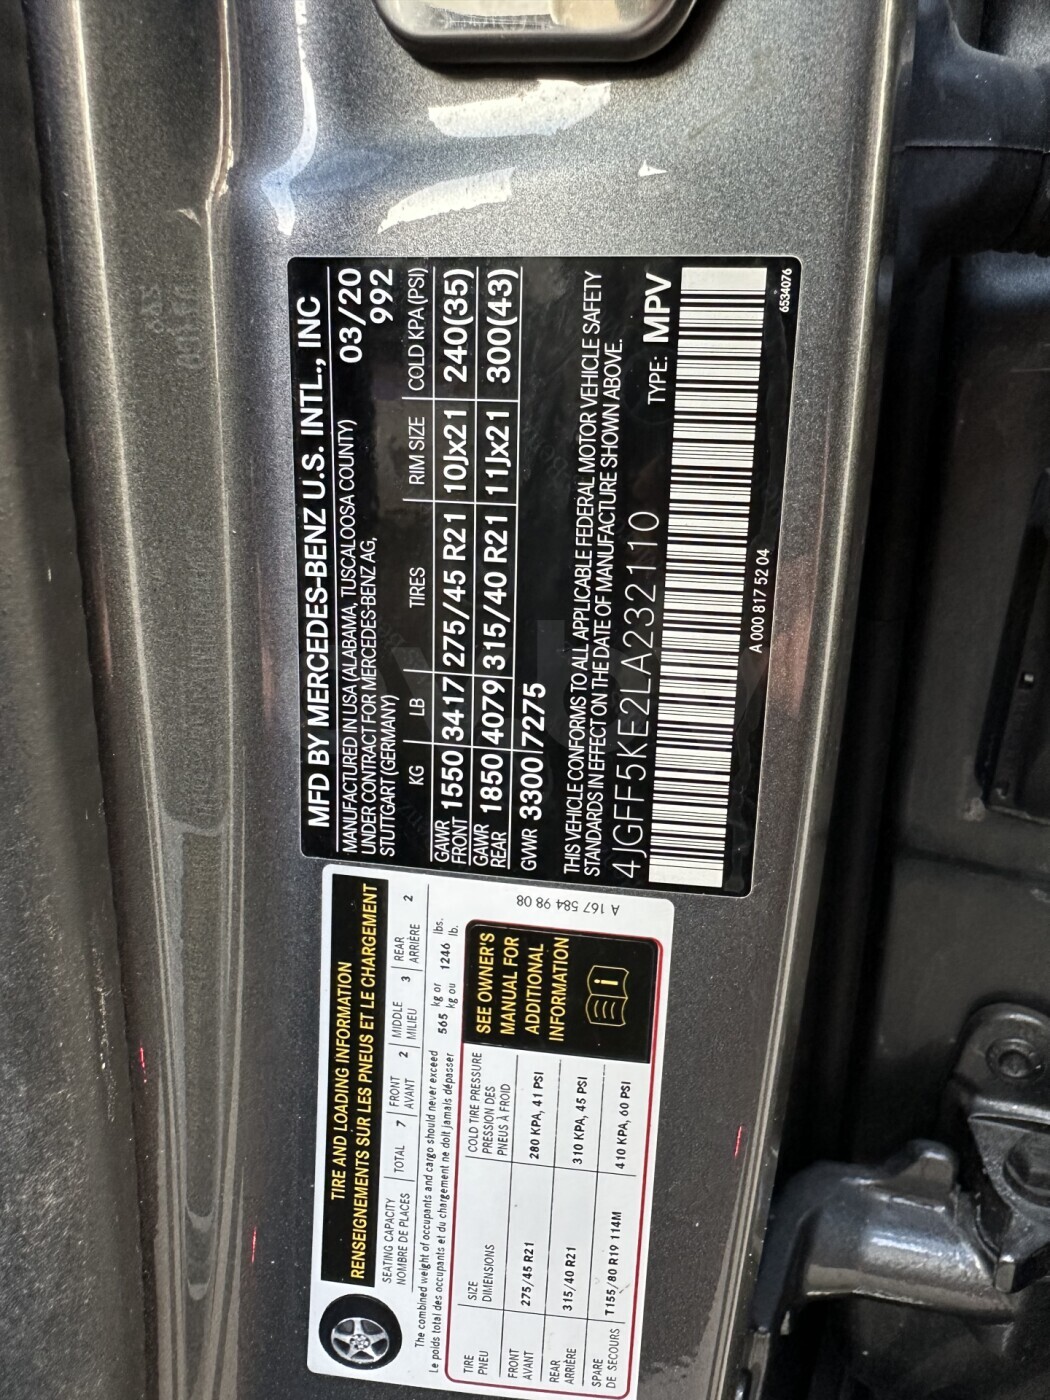 MFD BY MERCEDES-BENZ U.S. INTL., INC
MANUFACTURED IN USA (ALABAMA, TUSCALOOSA COUNTY) 03/20
UNDER CONTRACT FOR MERCEDES-BENZ AG, 992
STUTTGART (GERMANY)
KG LB TIRES RIM SIZE COLD KPA(PSI)
GAWR FRONT 1550 3417 275/45 R21 10Jx21 240(35)
GAWR REAR 1850 4079 315/40 R21 11Jx21 300(43)
GVWR 3300 7275
THIS VEHICLE CONFORMS TO ALL APPLICABLE FEDERAL MOTOR VEHICLE SAFETY
STANDARDS IN EFFECT ON THE DATE OF MANUFACTURE SHOWN ABOVE.
4JGFF5KE2LA232110 TYPE: MPV
A 000 817 52 04 6534076
TIRE AND LOADING INFORMATION
RENSEIGNEMENTS SUR LES PNEUS ET LE CHARGEMENT
SEATING CAPACITY TOTAL 7 FRONT 2 MIDDLE 3 REAR 2
NOMBRE DE PLACES AVANT MILIEU ARRIÈRE
The combined weight of occupants and cargo should never exceed 565 kg or 1246 lbs.
Le poids total des occupants et du chargement ne doit jamais dépasser kg ou lb.
TIRE SIZE COLD TIRE PRESSURE
PNEU DIMENSIONS PRESSION DES
PNEUS À FROID
FRONT 275/45 R21 280 KPA, 41 PSI
AVANT
REAR 315/40 R21 310 KPA, 45 PSI
ARRIÈRE
SPARE T155/80 R19 114M 410 KPA, 60 PSI
DE SECOURS
SEE OWNER'S
MANUAL FOR
ADDITIONAL
INFORMATION
i
A 167 584 98 08